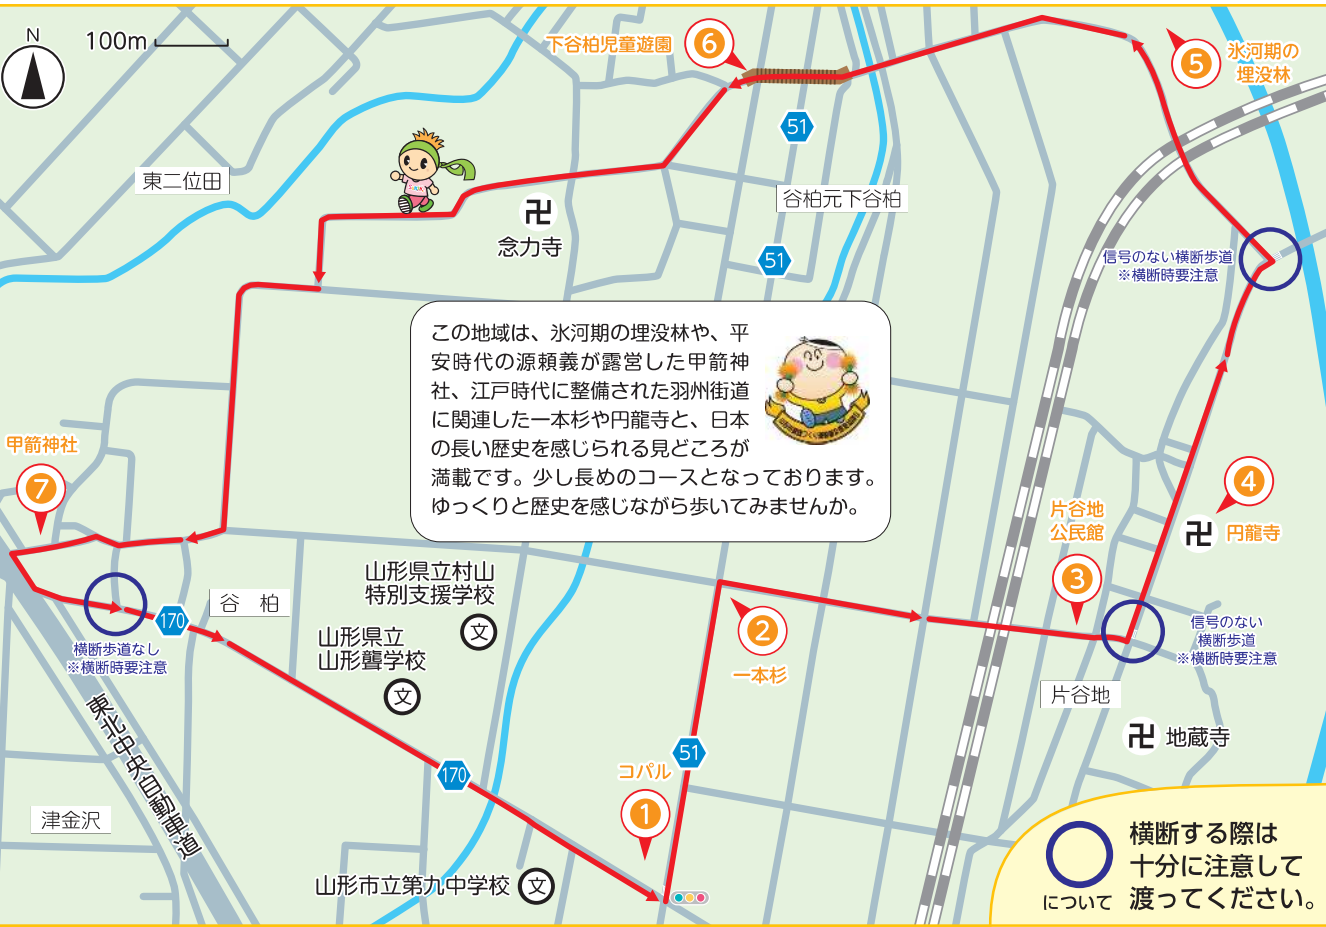 N
100m
下谷柏児童遊園
6
5
氷河期の
埋没林
51
東二位田
谷柏元下谷柏
念力寺
51
信号のない横断歩道
※横断時要注意
この地域は、氷河期の埋没林や、平
安時代の源頼義が露営した甲箭神
社、江戸時代に整備された羽州街道
に関連した一本杉や円龍寺と、日本
の長い歴史を感じられる見どころが
満載です。少し長めのコースとなっております。
ゆっくりと歴史を感じながら歩いてみませんか。
甲箭神社
7
4
円龍寺
片谷地
公民館
3
山形県立村山
特別支援学校
文
谷 柏
170
2
一本杉
信号のない
横断歩道
※横断時要注意
山形県立
山形聾学校
文
横断歩道なし
※横断時要注意
片谷地
地蔵寺
東北中央自動車道
51
コパル
1
170
津金沢
山形市立第九中学校
文
横断する際は
十分に注意して
渡ってください。
について